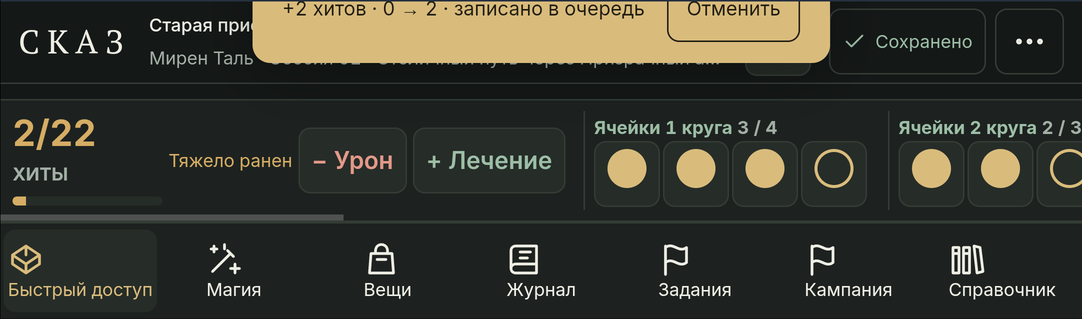 +2 хитов · 0 → 2 · записано в очередь
Отменить
СКАЗ
Старая
Мирен Таль
Сохранено
2/22
хиты
Тяжело ранен
− Урон
+ Лечение
Ячейки 1 круга 3 / 4
Ячейки 2 круга 2 / 3
Быстрый доступ
Магия
Вещи
Журнал
Задания
Кампания
Справочник